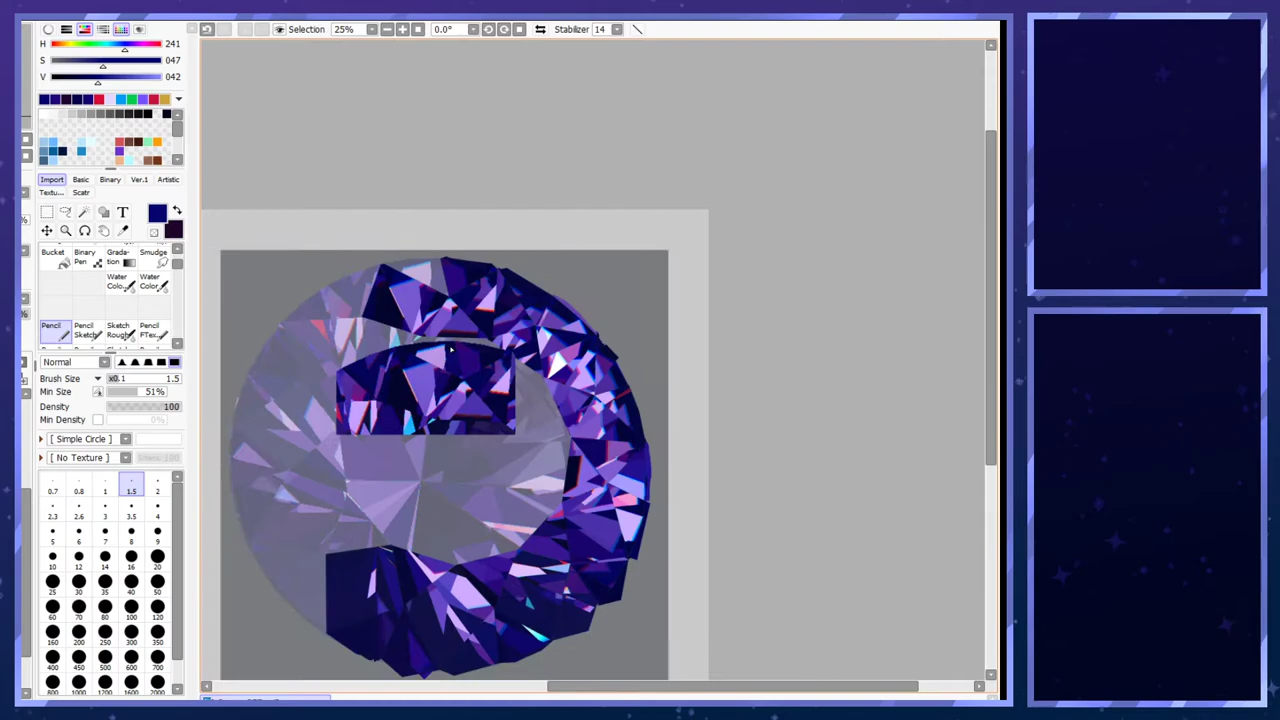 Selection 25% 0.0° Stabilizer 14
H 241
S 047
V 042
Import Basic Binary Ver.1 Artistic
Textu... Scatr
Bucket Binary Pen Grada-tion Smudge
Water Colo... Water Color...
Pencil Pencil Sketch Sketch Rough Pencil FTex...
Normal
Brush Size x0.1 1.5
Min Size 51%
Density 100
Min Density 0%
[ Simple Circle ]
[ No Texture ]
0.7 0.8 1 1.5 2
2.3 2.6 3 3.5 4
5 6 7 8 9
10 12 14 16 20
25 30 35 40 50
60 70 80 100 120
160 200 250 300 350
400 450 500 600 700
800 1000 1200 1600 2000